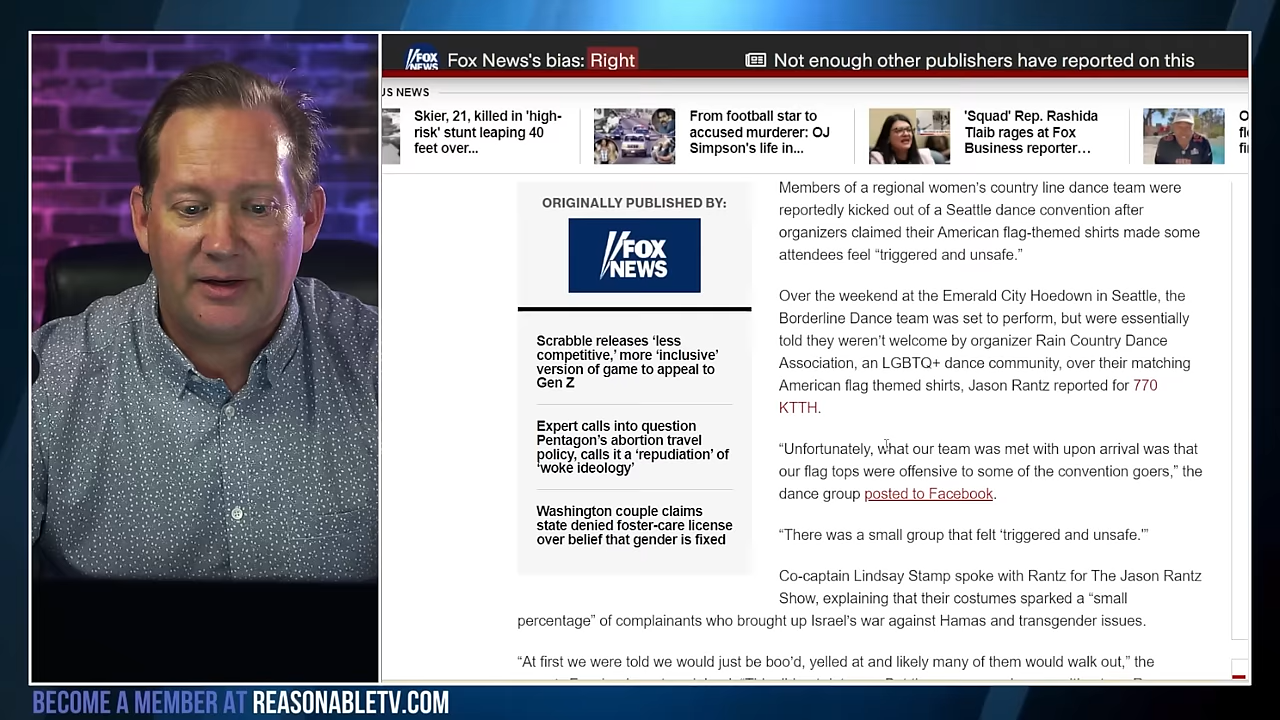 FOX NEWS Fox News's bias: Right
Not enough other publishers have reported on this
US NEWS
Skier, 21, killed in 'high-
risk' stunt leaping 40
feet over...
From football star to
accused murderer: OJ
Simpson's life in...
'Squad' Rep. Rashida
Tlaib rages at Fox
Business reporter...
ORIGINALLY PUBLISHED BY:
FOX
NEWS
Scrabble releases ‘less
competitive,’ more ‘inclusive’
version of game to appeal to
Gen Z
Expert calls into question
Pentagon’s abortion travel
policy, calls it a ‘repudiation’ of
‘woke ideology’
Washington couple claims
state denied foster-care license
over belief that gender is fixed
Members of a regional women’s country line dance team were
reportedly kicked out of a Seattle dance convention after
organizers claimed their American flag-themed shirts made some
attendees feel “triggered and unsafe.”
Over the weekend at the Emerald City Hoedown in Seattle, the
Borderline Dance team was set to perform, but were essentially
told they weren’t welcome by organizer Rain Country Dance
Association, an LGBTQ+ dance community, over their matching
American flag themed shirts, Jason Rantz reported for 770
KTTH.
“Unfortunately, what our team was met with upon arrival was that
our flag tops were offensive to some of the convention goers,” the
dance group posted to Facebook.
“There was a small group that felt ‘triggered and unsafe.’”
Co-captain Lindsay Stamp spoke with Rantz for The Jason Rantz
Show, explaining that their costumes sparked a “small
percentage” of complainants who brought up Israel’s war against Hamas and transgender issues.
“At first we were told we would just be boo’d, yelled at and likely many of them would walk out,” the
BECOME A MEMBER AT REASONABLETV.COM